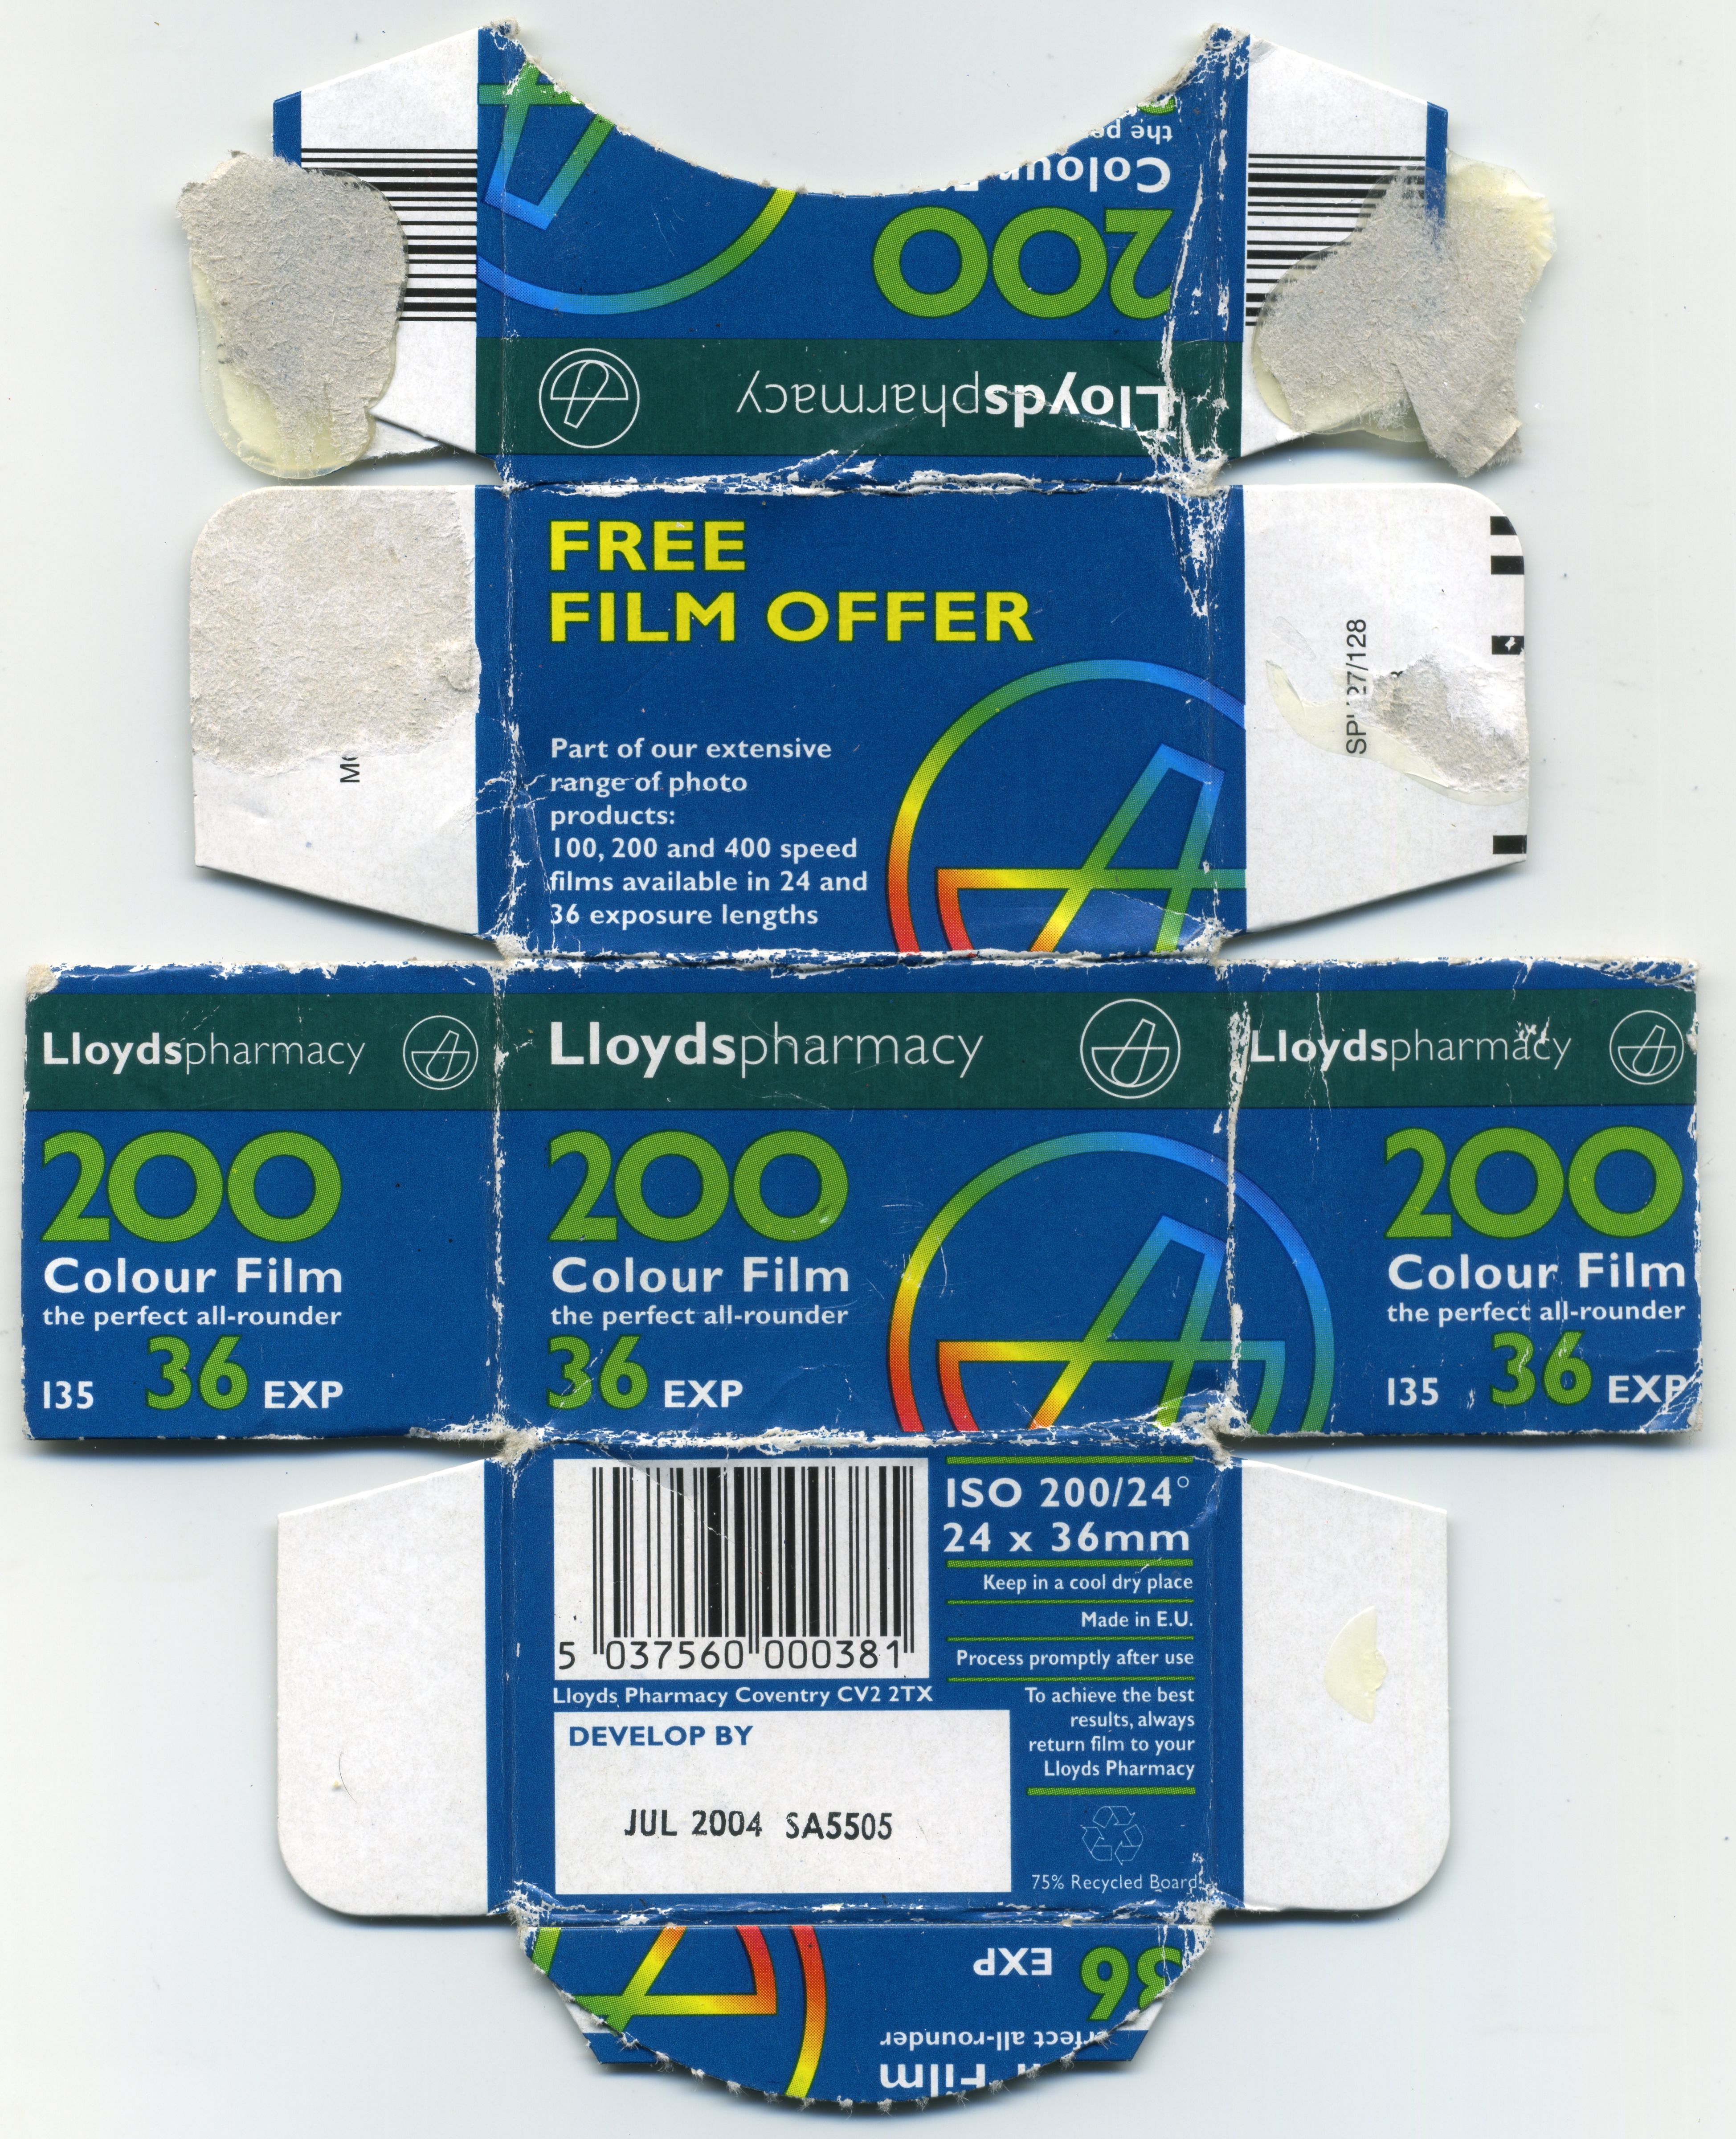 the
Colour
200
Lloydspharmacy
FREE
FILM OFFER
Part of our extensive
range of photo
products:
100, 200 and 400 speed
films available in 24 and
36 exposure lengths
Lloydspharmacy
200
Colour Film
the perfect all-rounder
135 36 EXP
Lloydspharmacy
200
Colour Film
the perfect all-rounder
36 EXP
Lloydspharmacy
200
Colour Film
the perfect all-rounder
135 36 EXP
5 037560 000381
Lloyds Pharmacy Coventry CV2 2TX
DEVELOP BY
JUL 2004 SA5505
ISO 200/24°
24 x 36mm
Keep in a cool dry place
Made in E.U.
Process promptly after use
To achieve the best
results, always
return film to your
Lloyds Pharmacy
75% Recycled Board
36 EXP
all-rounder
Film